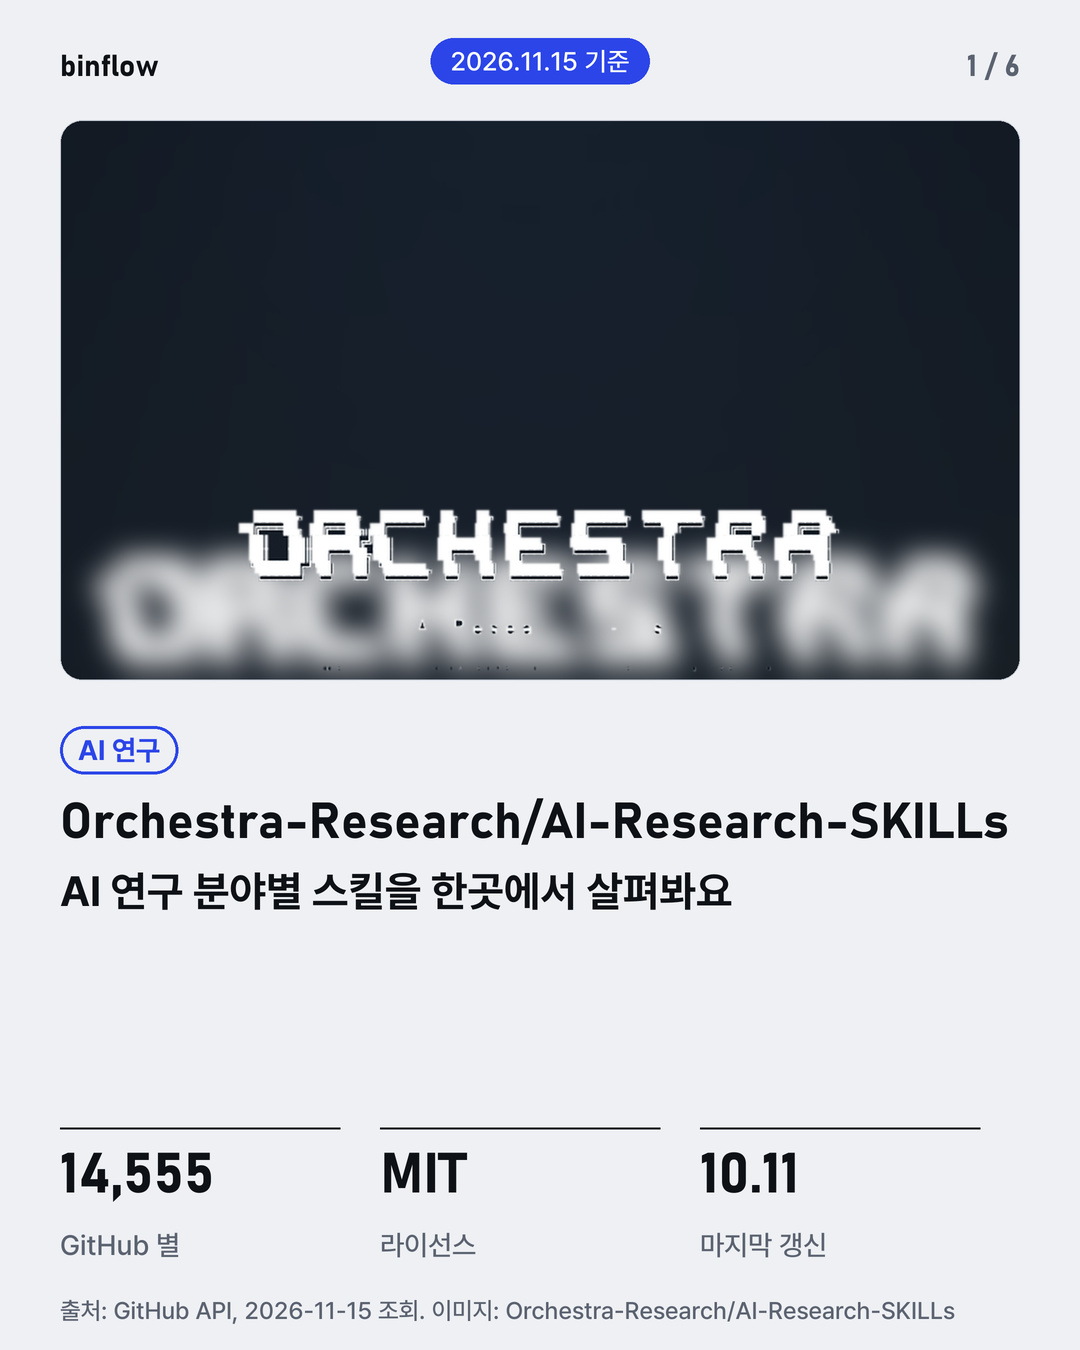 binflow
2026.11.15 기준
1 / 6
ORCHESTRA
AI 연구
Orchestra-Research/AI-Research-SKILLs
AI 연구 분야별 스킬을 한곳에서 살펴봐요
14,555
MIT
10.11
GitHub 별
라이선스
마지막 갱신
출처: GitHub API, 2026-11-15 조회. 이미지: Orchestra-Research/AI-Research-SKILLs